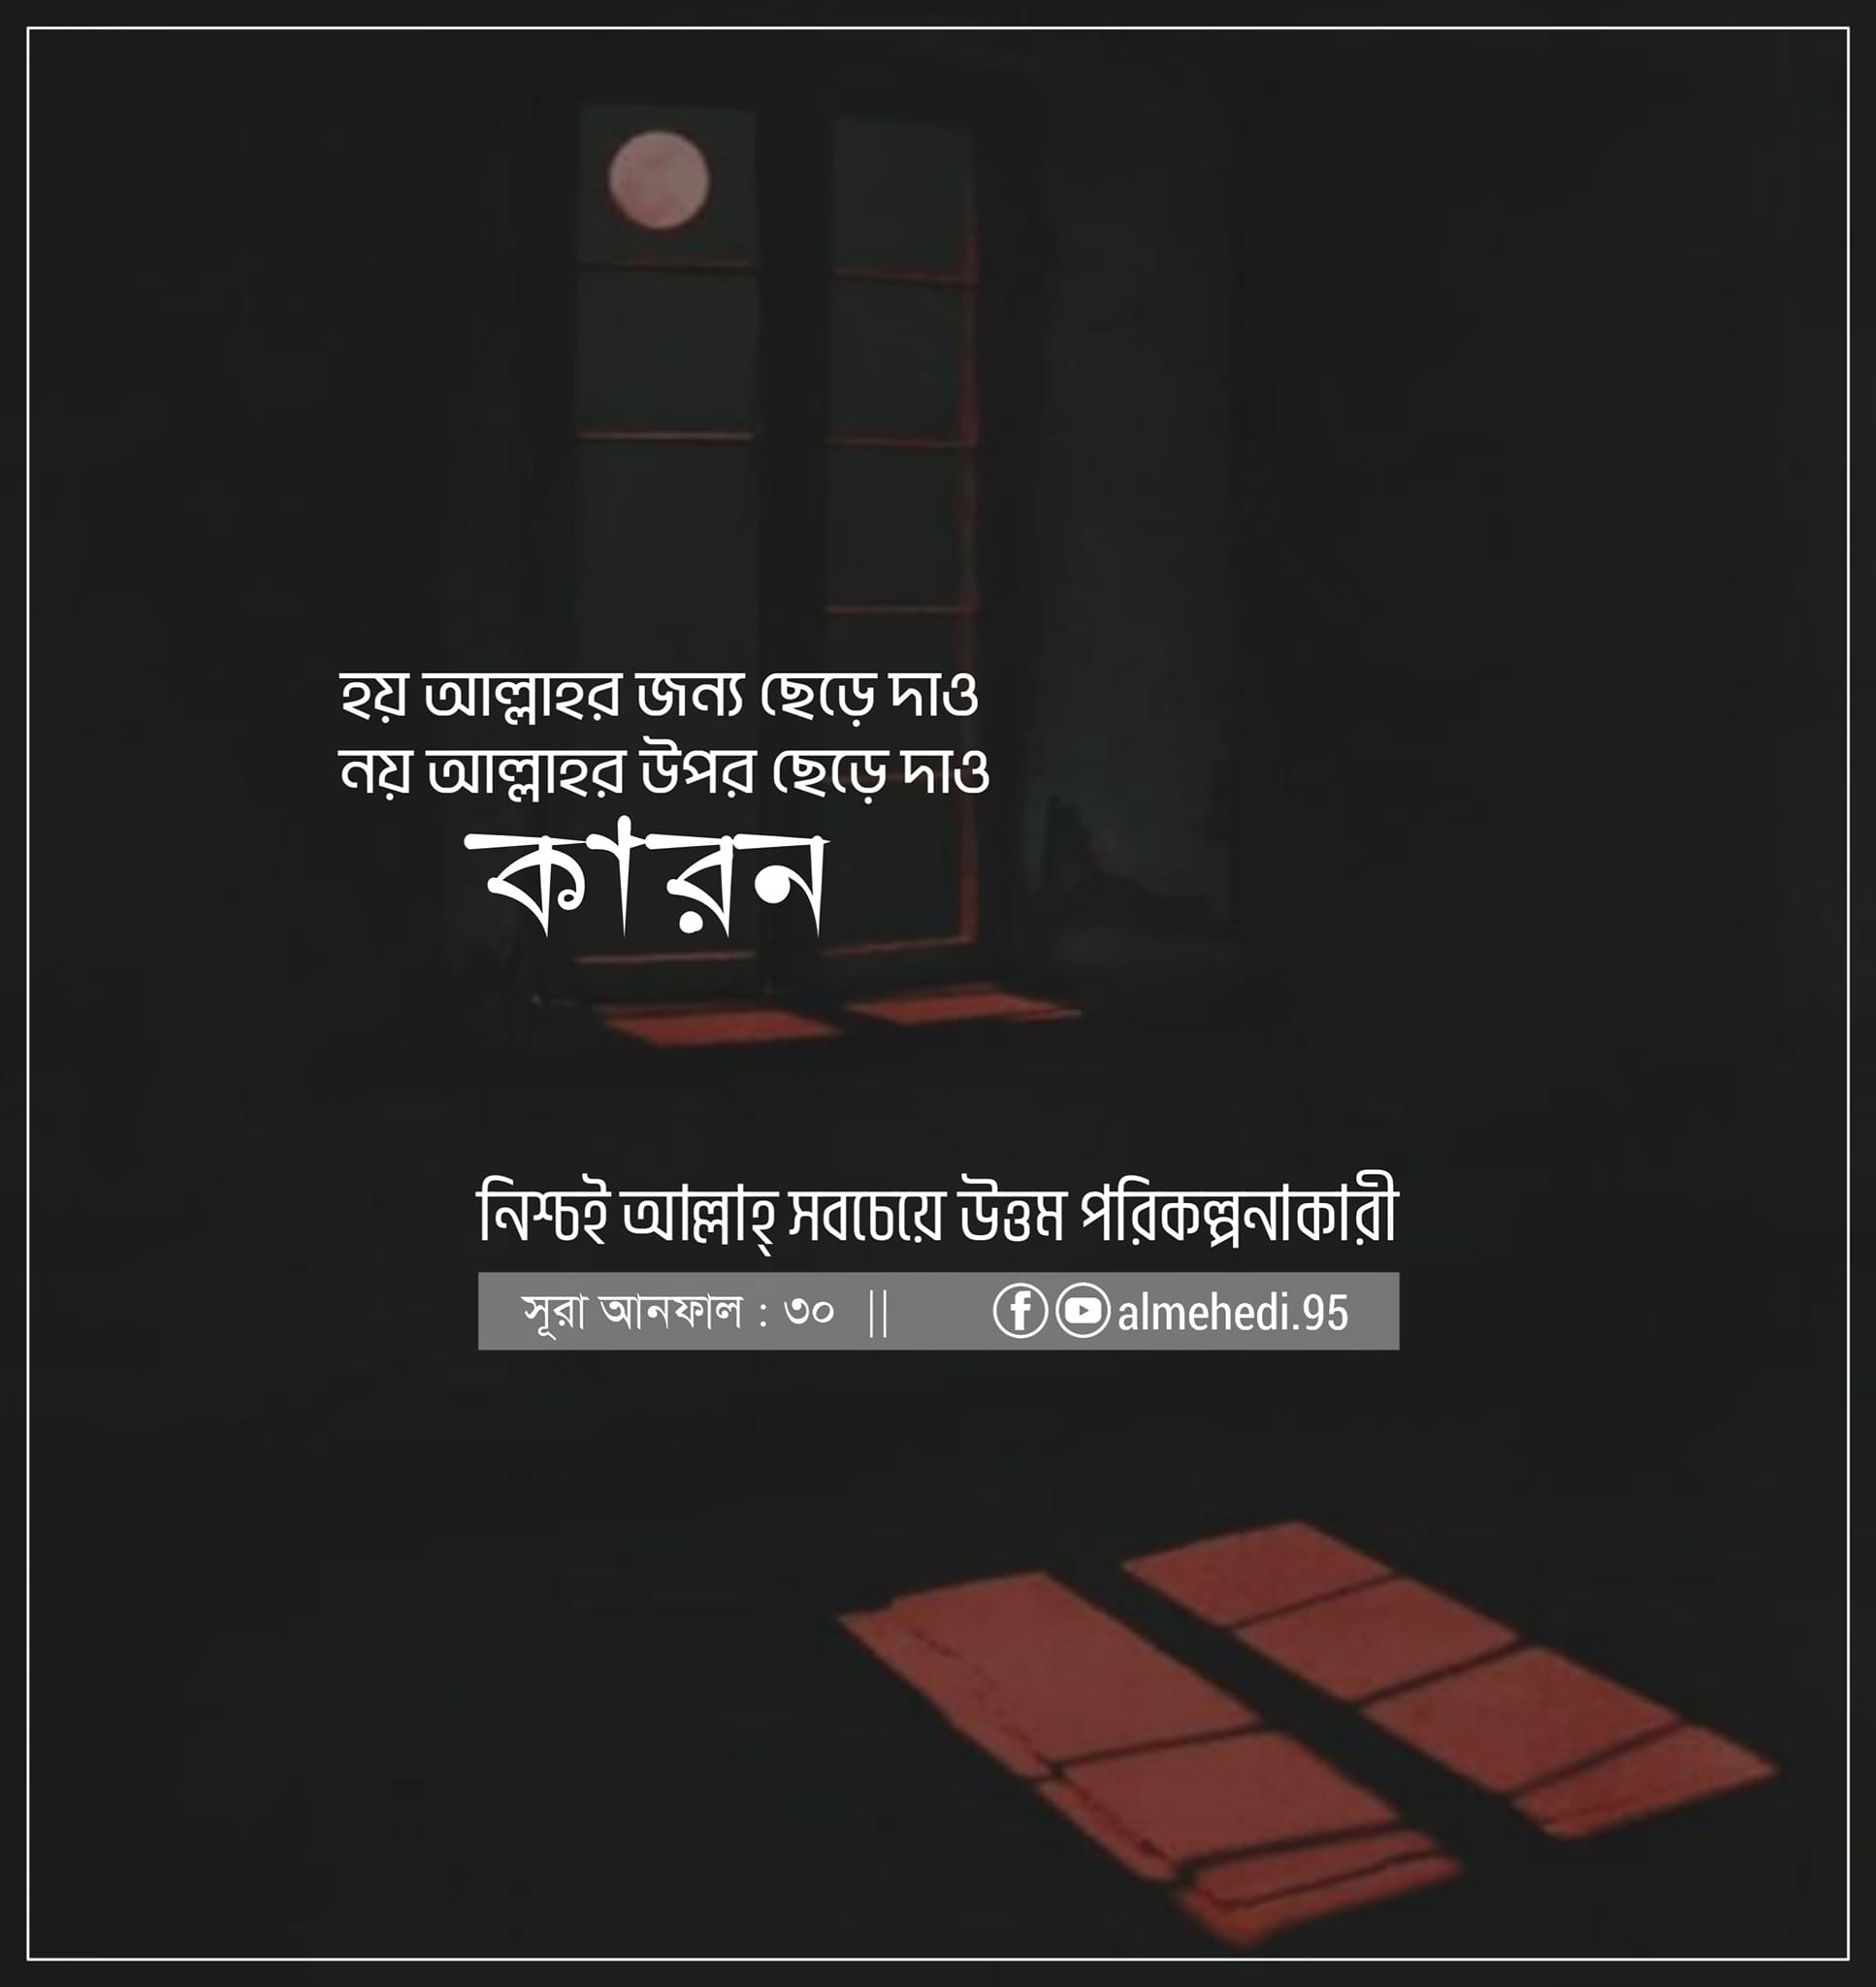 হয় আল্লাহর জন্য ছেড়ে দাও
নয় আল্লাহর উপর ছেড়ে দাও
কারন
নিশ্চই আল্লাহ্ সবচেয়ে উত্তম পরিকল্পনাকারী
সূরা আনফাল : ৩০ || almehedi.95